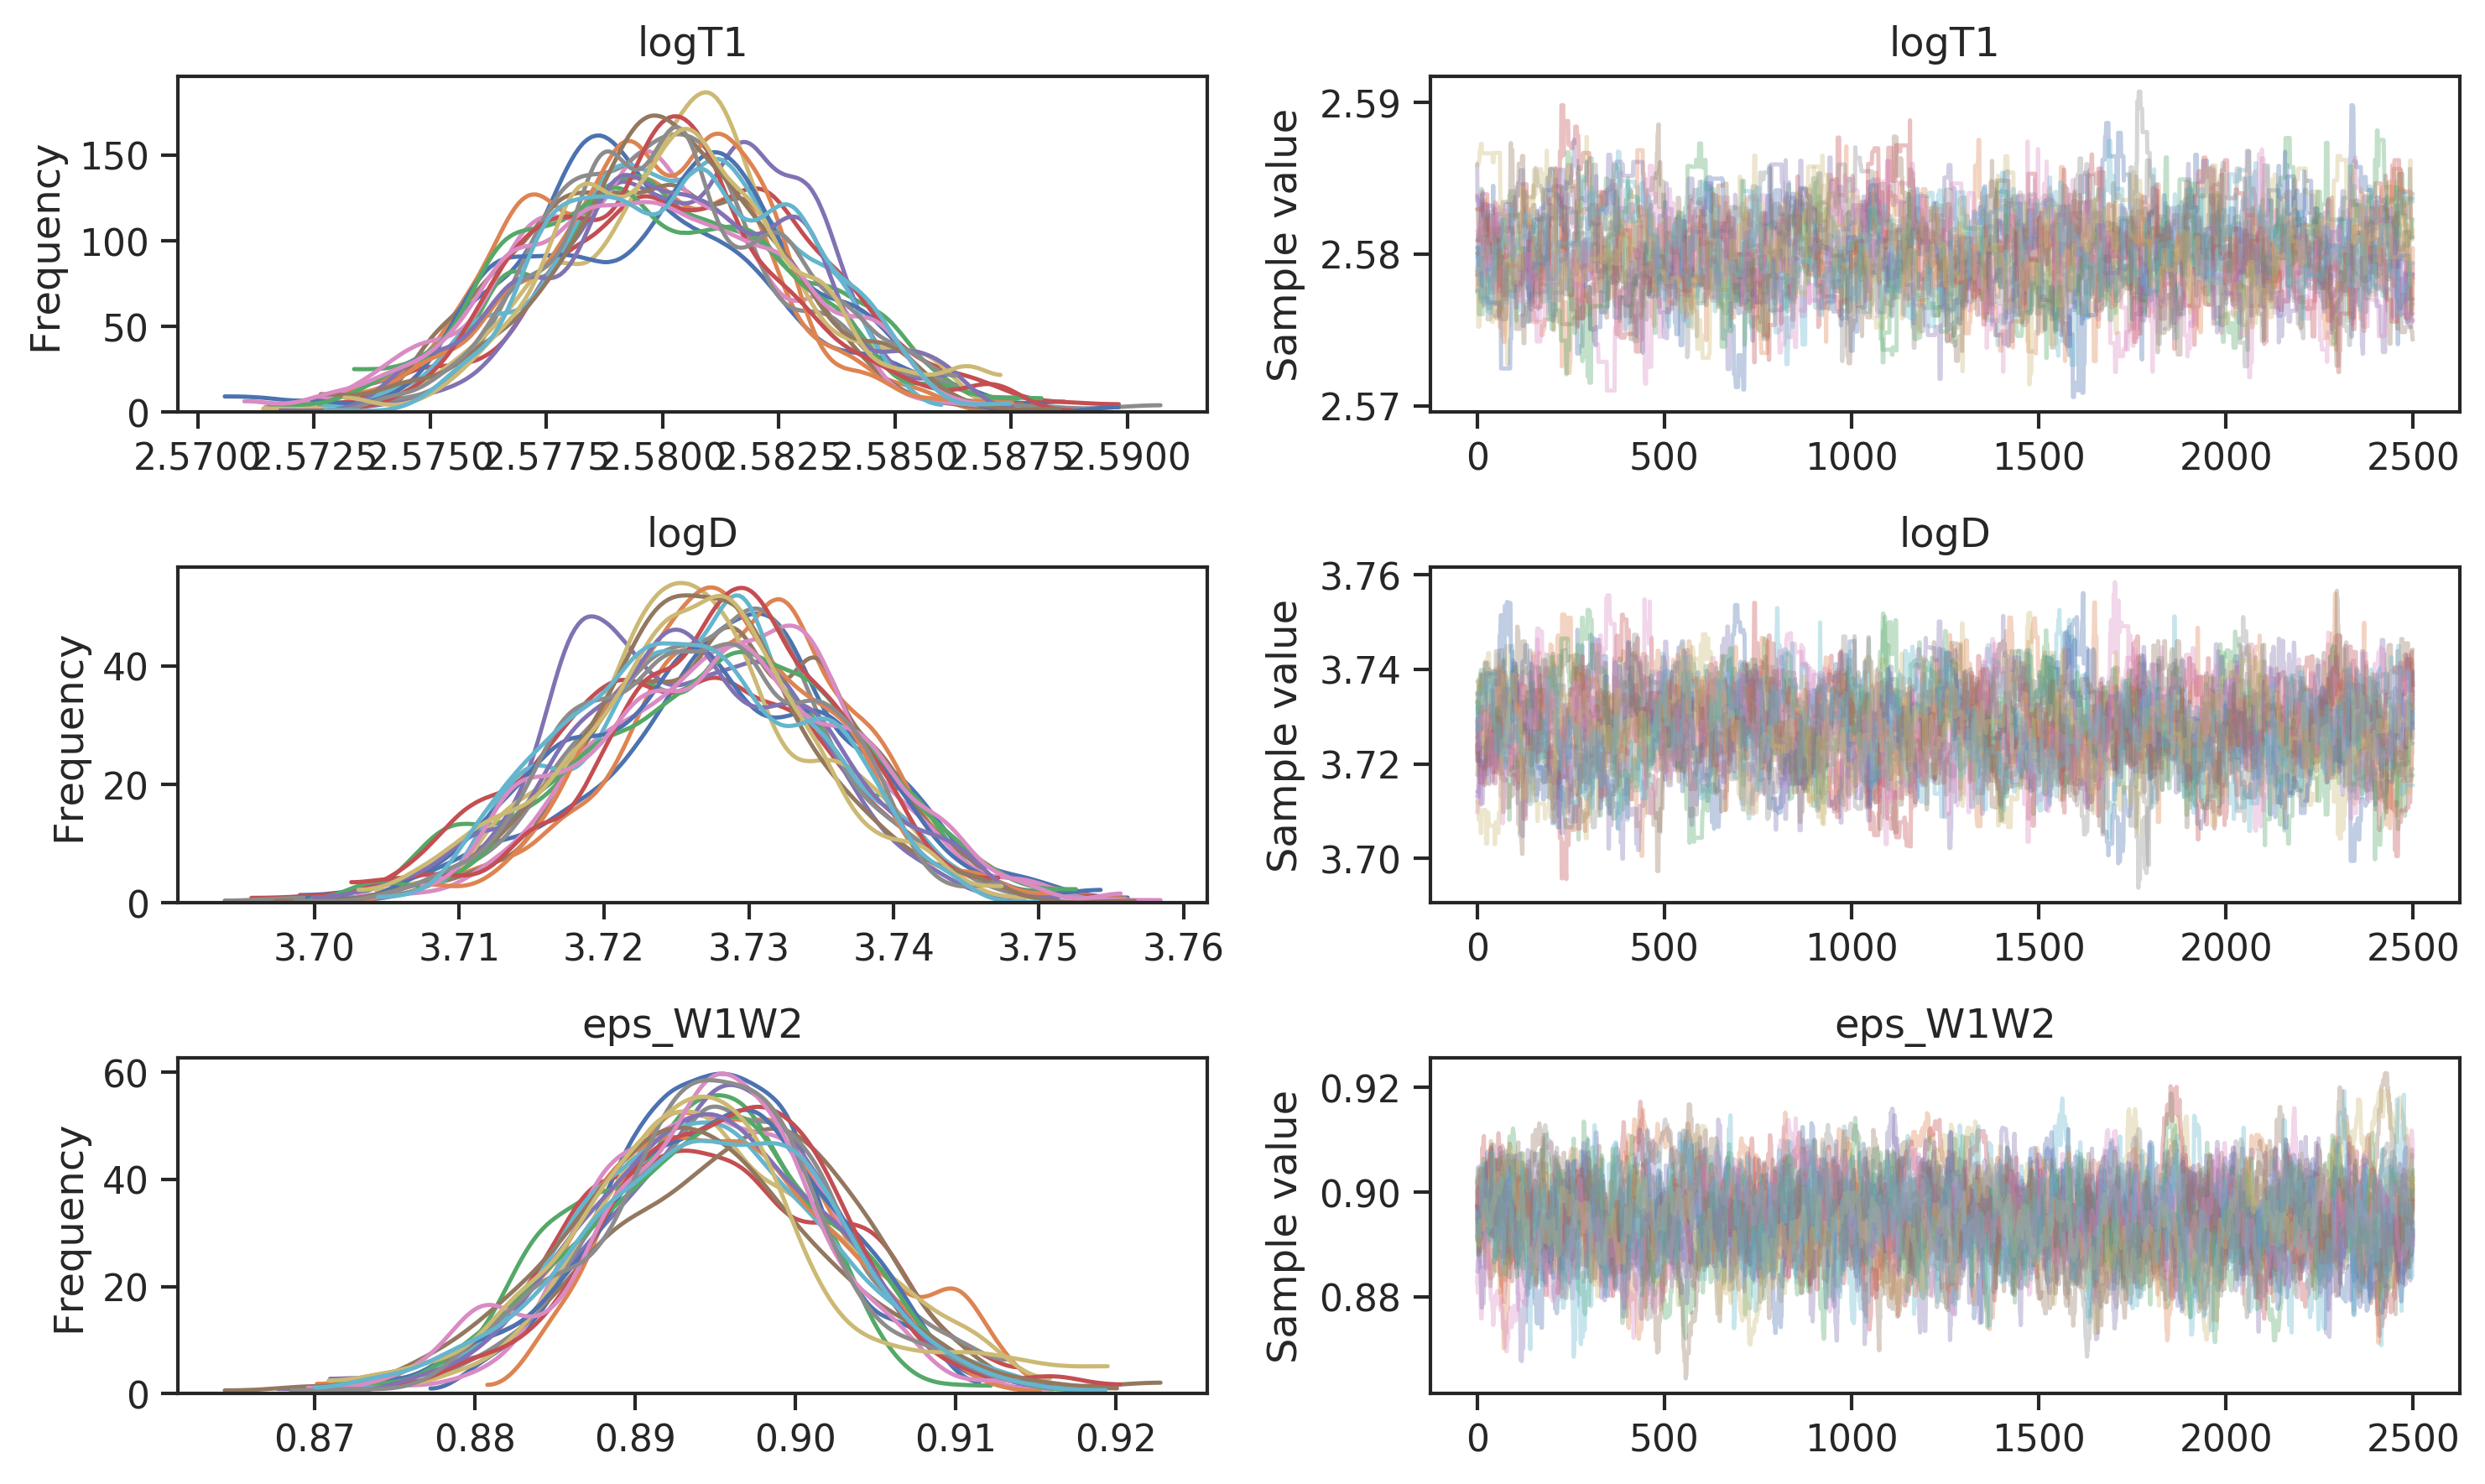 logT1
Frequency
150
100
50
0
2.5700 2.5725 2.5750 2.5775 2.5800 2.5825 2.5850 2.5875 2.5900
logT1
Sample value
2.59
2.58
2.57
0 500 1000 1500 2000 2500
logD
Frequency
40
20
0
3.70 3.71 3.72 3.73 3.74 3.75 3.76
logD
Sample value
3.76
3.74
3.72
3.70
0 500 1000 1500 2000 2500
eps_W1W2
Frequency
60
40
20
0
0.87 0.88 0.89 0.90 0.91 0.92
eps_W1W2
Sample value
0.92
0.90
0.88
0 500 1000 1500 2000 2500